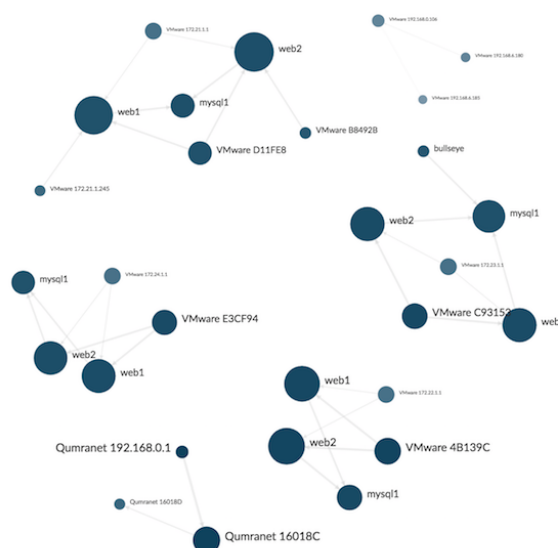 VMware 172.21.1.1
web2
web1
mysql1
VMware B8492B
VMware D11FE8
VMware 172.21.1.245
VMware 192.168.0.106
VMware 192.168.6.180
VMware 192.168.6.185
bullseye
web2
mysql1
VMware 172.23.1.1
VMware C93153
web
mysql1
VMware 172.24.1.1
VMware E3CF94
web2
web1
web1
VMware 172.22.1.1
web2
VMware 4B139C
mysql1
Qumranet 192.168.0.1
Qumranet 16018D
Qumranet 16018C